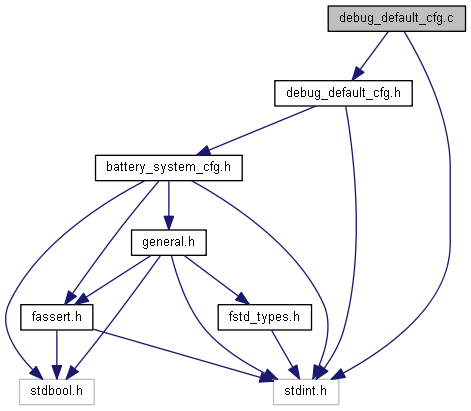 debug_default_cfg.c
debug_default_cfg.h
battery_system_cfg.h
general.h
fassert.h
fstd_types.h
stdbool.h
stdint.h